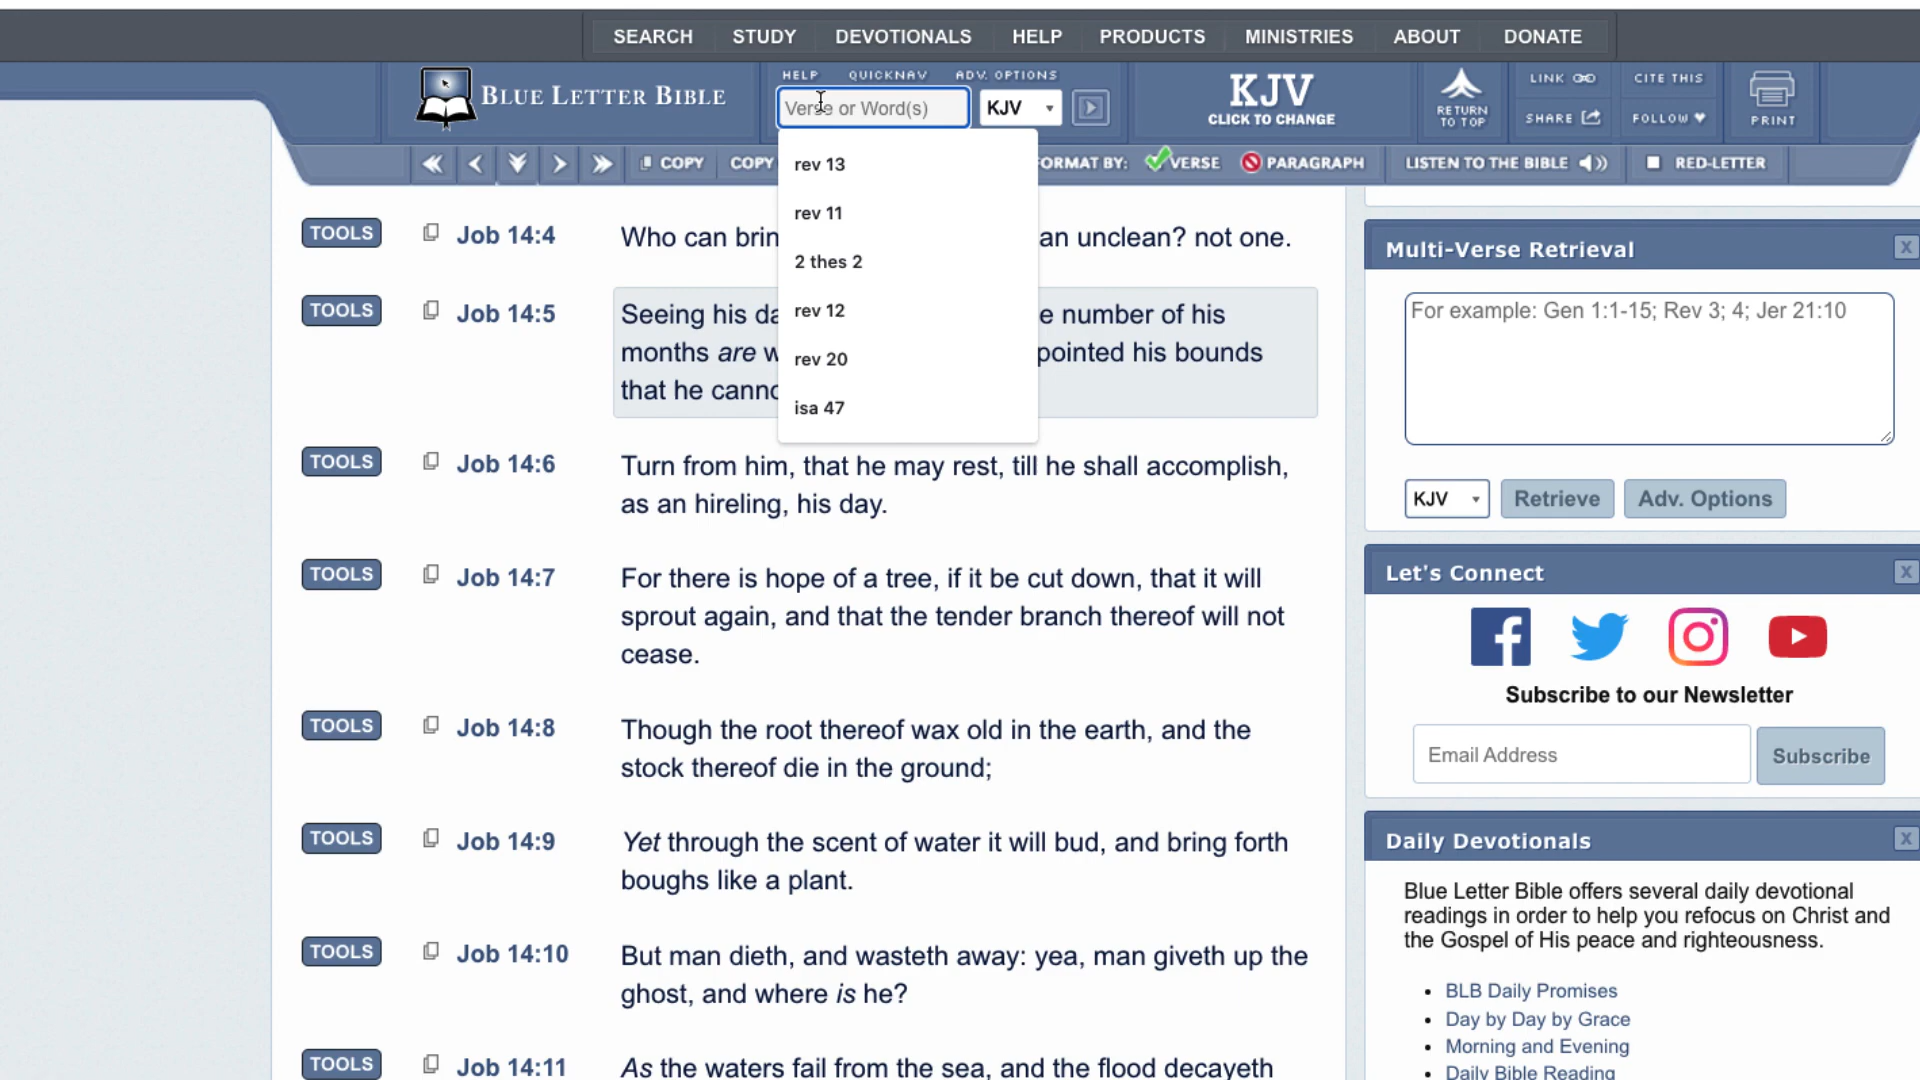 SEARCH STUDY DEVOTIONALS HELP PRODUCTS MINISTRIES ABOUT DONATE
BLUE LETTER BIBLE
HELP QUICKNAV ADV. OPTIONS
Verse or Word(s) KJV
KJV
CLICK TO CHANGE
RETURN
TO TOP
LINK
SHARE
CITE THIS
FOLLOW
PRINT
COPY COPY ORMAT BY: VERSE PARAGRAPH LISTEN TO THE BIBLE RED-LETTER
rev 13
rev 11
2 thes 2
rev 12
rev 20
isa 47
TOOLS Job 14:4 Who can brin an unclean? not one.
TOOLS Job 14:5 Seeing his da e number of his
months are w pointed his bounds
that he canno
TOOLS Job 14:6 Turn from him, that he may rest, till he shall accomplish,
as an hireling, his day.
TOOLS Job 14:7 For there is hope of a tree, if it be cut down, that it will
sprout again, and that the tender branch thereof will not
cease.
TOOLS Job 14:8 Though the root thereof wax old in the earth, and the
stock thereof die in the ground;
TOOLS Job 14:9 Yet through the scent of water it will bud, and bring forth
boughs like a plant.
TOOLS Job 14:10 But man dieth, and wasteth away: yea, man giveth up the
ghost, and where is he?
TOOLS Job 14:11 As the waters fail from the sea, and the flood decayeth
Multi-Verse Retrieval X
For example: Gen 1:1-15; Rev 3; 4; Jer 21:10
KJV Retrieve Adv. Options
Let's Connect X
Subscribe to our Newsletter
Email Address Subscribe
Daily Devotionals X
Blue Letter Bible offers several daily devotional
readings in order to help you refocus on Christ and
the Gospel of His peace and righteousness.
• BLB Daily Promises
• Day by Day by Grace
• Morning and Evening
• Daily Bible Reading